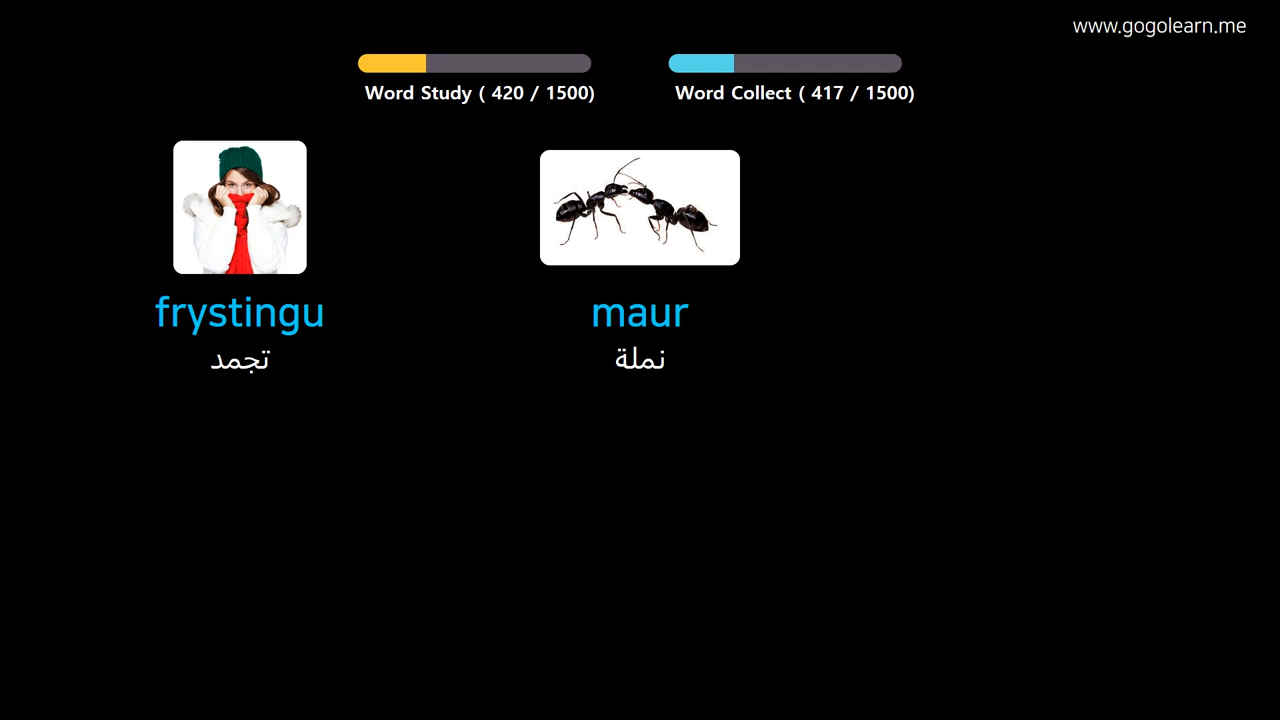 www.gogolearn.me
Word Study ( 420 / 1500)
Word Collect ( 417 / 1500)
frystingu
تجمد
maur
نملة